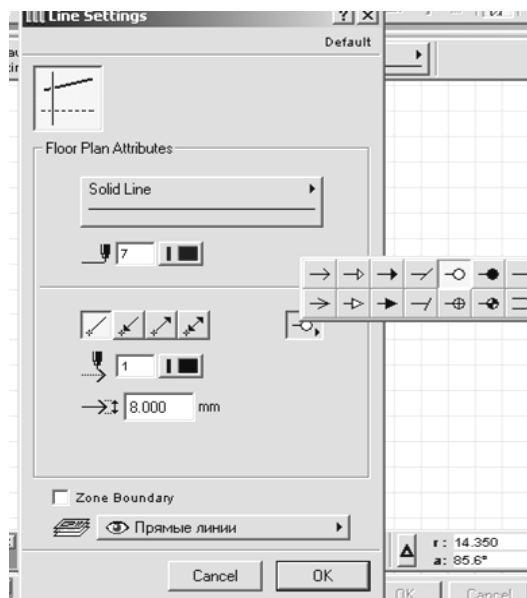 Line Settings
Default
Floor Plan Attributes
Solid Line
7
1
8.000 mm
Zone Boundary
Прямые линии
r: 14.350
a: 85.6°
Cancel OK
OK Cancel